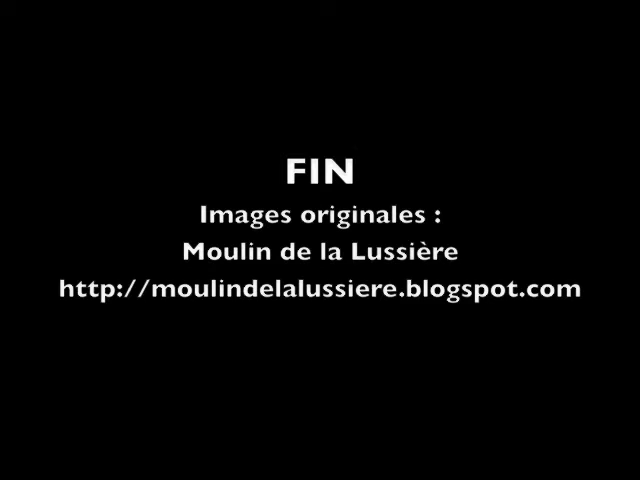 FIN
Images originales :
Moulin de la Lussière
http://moulindelalussiere.blogspot.com